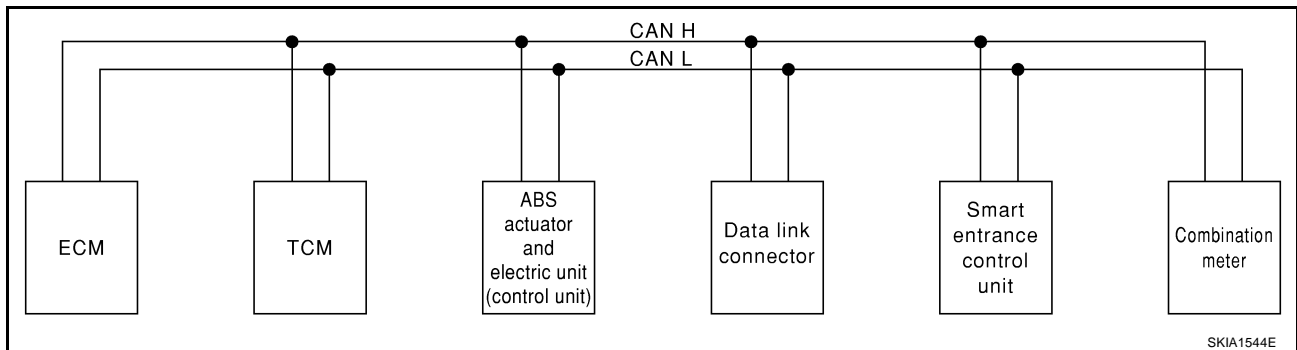 CAN H
CAN L
ECM
TCM
ABS
actuator
and
electric unit
(control unit)
Data link
connector
Smart
entrance
control
unit
Combination
meter
SKIA1544E